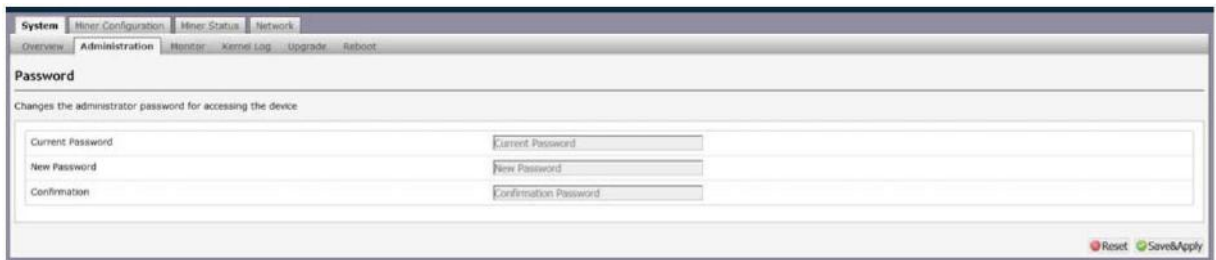 System Miner Configuration Miner Status Network
Overview Administration Monitor Kernel Log Upgrade Reboot
Password
Changes the administrator password for accessing the device
Current Password Current Password
New Password New Password
Confirmation Confirmation Password
Reset Save&Apply